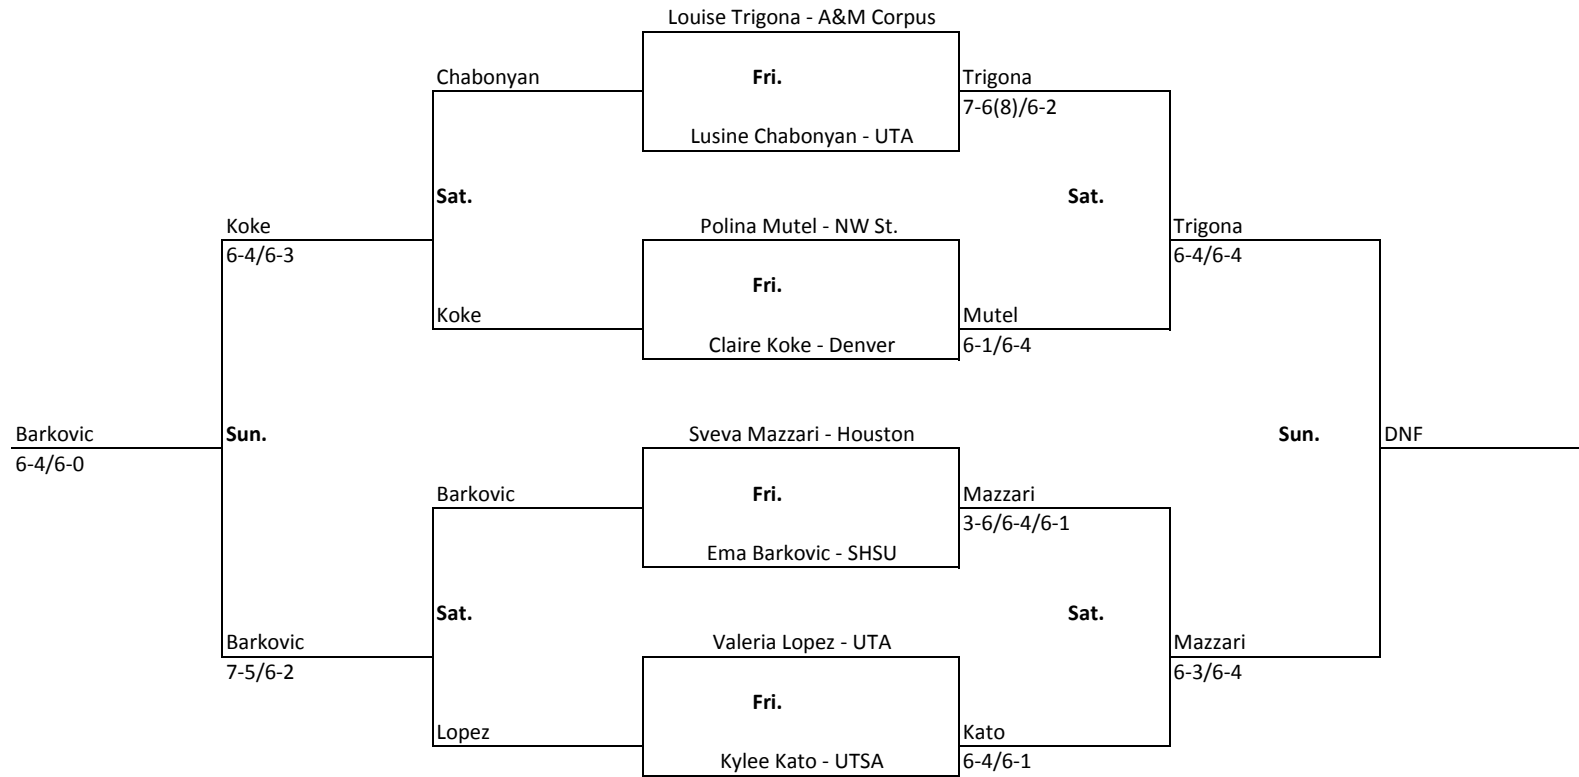 Louise Trigona - A&M Corpus
Chabonyan
Fri.
Trigona
7-6(8)/6-2
Lusine Chabonyan - UTA
Sat.
Sat.
Koke
6-4/6-3
Polina Mutel - NW St.
Trigona
6-4/6-4
Fri.
Koke
Mutel
Claire Koke - Denver
6-1/6-4
Barkovic
6-4/6-0
Sun.
Sveva Mazzari - Houston
Sun.
DNF
Barkovic
Fri.
Mazzari
3-6/6-4/6-1
Ema Barkovic - SHSU
Sat.
Sat.
Barkovic
7-5/6-2
Valeria Lopez - UTA
Mazzari
6-3/6-4
Fri.
Lopez
Kato
Kylee Kato - UTSA
6-4/6-1